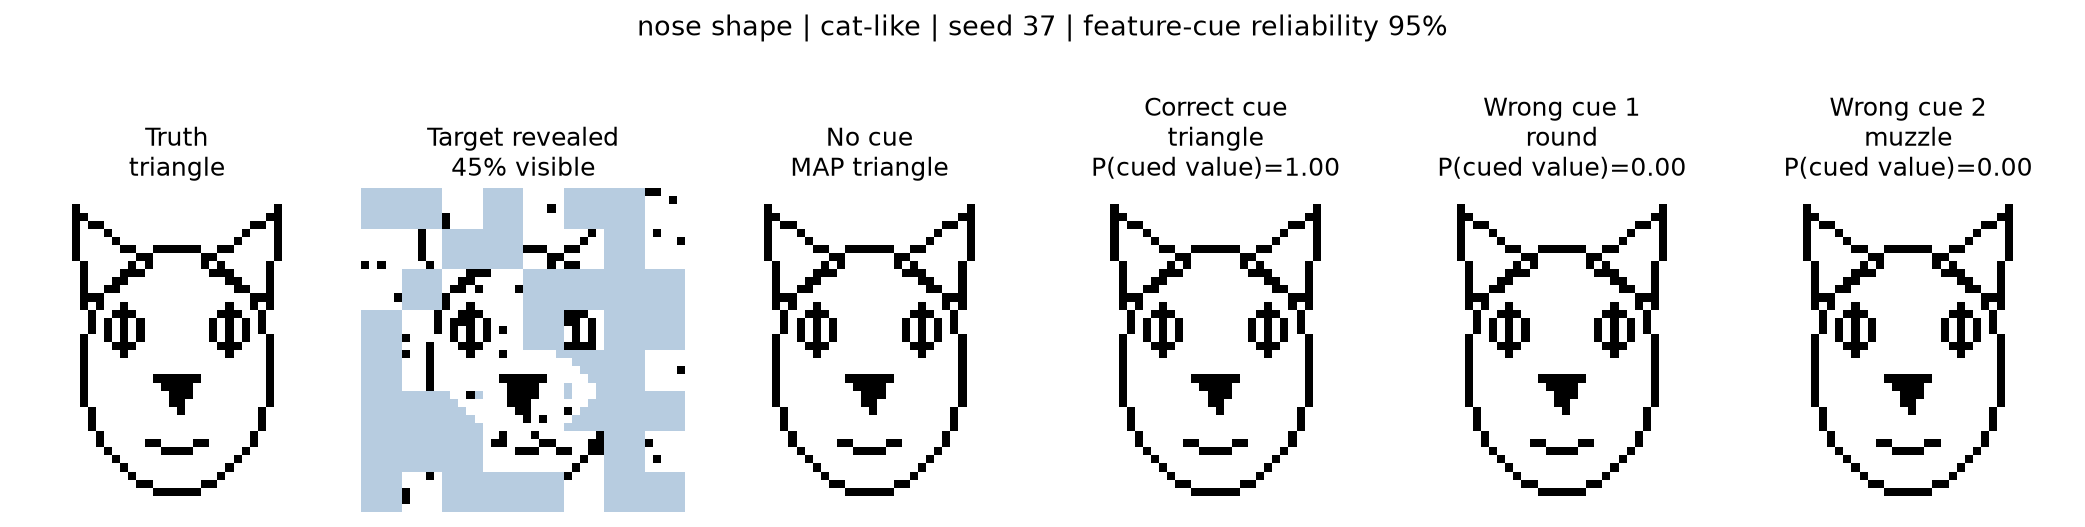 nose shape | cat-like | seed 37 | feature-cue reliability 95%
Truth
triangle
Target revealed
45% visible
No cue
MAP triangle
Correct cue
triangle
P(cued value)=1.00
Wrong cue 1
round
P(cued value)=0.00
Wrong cue 2
muzzle
P(cued value)=0.00